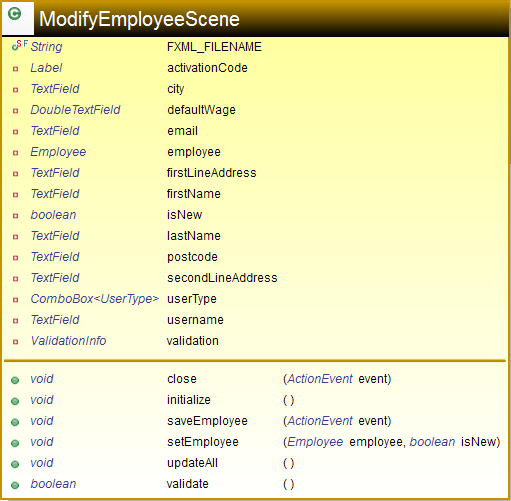 C ModifyEmployeeScene
S F String FXML_FILENAME
Label activationCode
TextField city
DoubleTextField defaultWage
TextField email
Employee employee
TextField firstLineAddress
TextField firstName
boolean isNew
TextField lastName
TextField postcode
TextField secondLineAddress
ComboBox<UserType> userType
TextField username
ValidationInfo validation
void close (ActionEvent event)
void initialize ( )
void saveEmployee (ActionEvent event)
void setEmployee (Employee employee, boolean isNew)
void updateAll ( )
boolean validate ( )